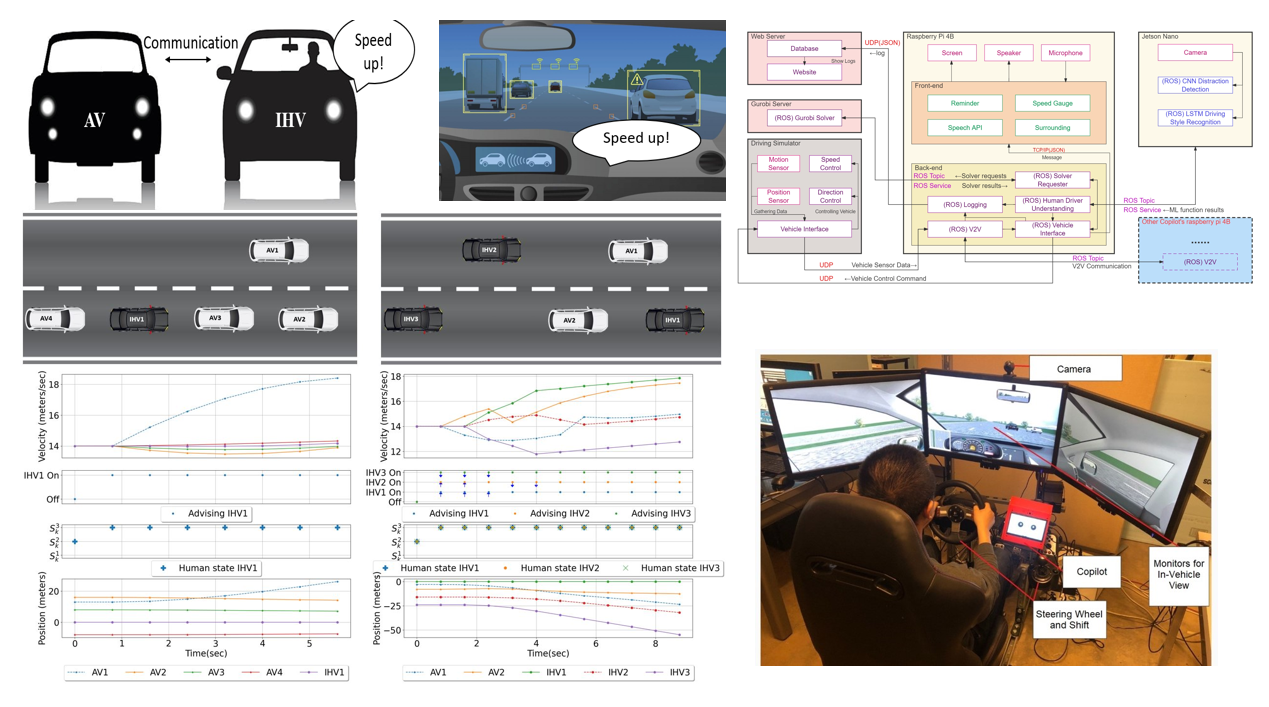 Communication
Speed
up!
AV
IHV
Speed up!
AV1
AV4
IHV1
AV3
AV2
IHV2
AV1
IHV3
AV2
IHV1
Velocity (meters/sec)
18
16
14
IHV1 On
Off
Advising IHV1
S_k^3
S_k^2
S_k^1
Human state IHV1
Position (meters)
20
0
0 1 2 3 4 5
Time(sec)
AV1 AV2 AV3 AV4 IHV1
Velocity (meters/sec)
18
16
14
12
IHV3 On
IHV2 On
IHV1 On
Off
Advising IHV1 Advising IHV2 Advising IHV3
S_k^3
S_k^2
S_k^1
Human state IHV1 Human state IHV2 Human state IHV3
Position (meters)
0
−25
−50
0 2 4 6 8
Time(sec)
AV1 AV2 IHV1 IHV2 IHV3
Web Server
Database
Show Logs
Website
UDP(JSON)
←log
Gurobi Server
(ROS) Gurobi Solver
Driving Simulator
Motion
Sensor
Speed
Control
Position
Sensor
Direction
Control
Gathering Data
Controlling Vehicle
Vehicle Interface
Raspberry Pi 4B
Screen
Speaker
Microphone
Front-end
Reminder
Speed Gauge
Speech API
Surrounding
TCP/IP(JSON)
Message
Back-end
ROS Topic ←Solver requests
ROS Service Solver results→
(ROS) Solver
Requester
(ROS) Logging
(ROS) Human Driver
Understanding
(ROS) V2V
(ROS) Vehicle
Interface
UDP Vehicle Sensor Data→
UDP ←Vehicle Control Command
Jetson Nano
Camera
(ROS) CNN Distraction
Detection
(ROS) LSTM Driving
Style Recognition
ROS Topic
ROS Service ←ML function results
Other Copilot's raspberry pi 4B
......
(ROS) V2V
ROS Topic
V2V Communication
Camera
Copilot
Monitors for
In-Vehicle
View
Steering Wheel
and Shift